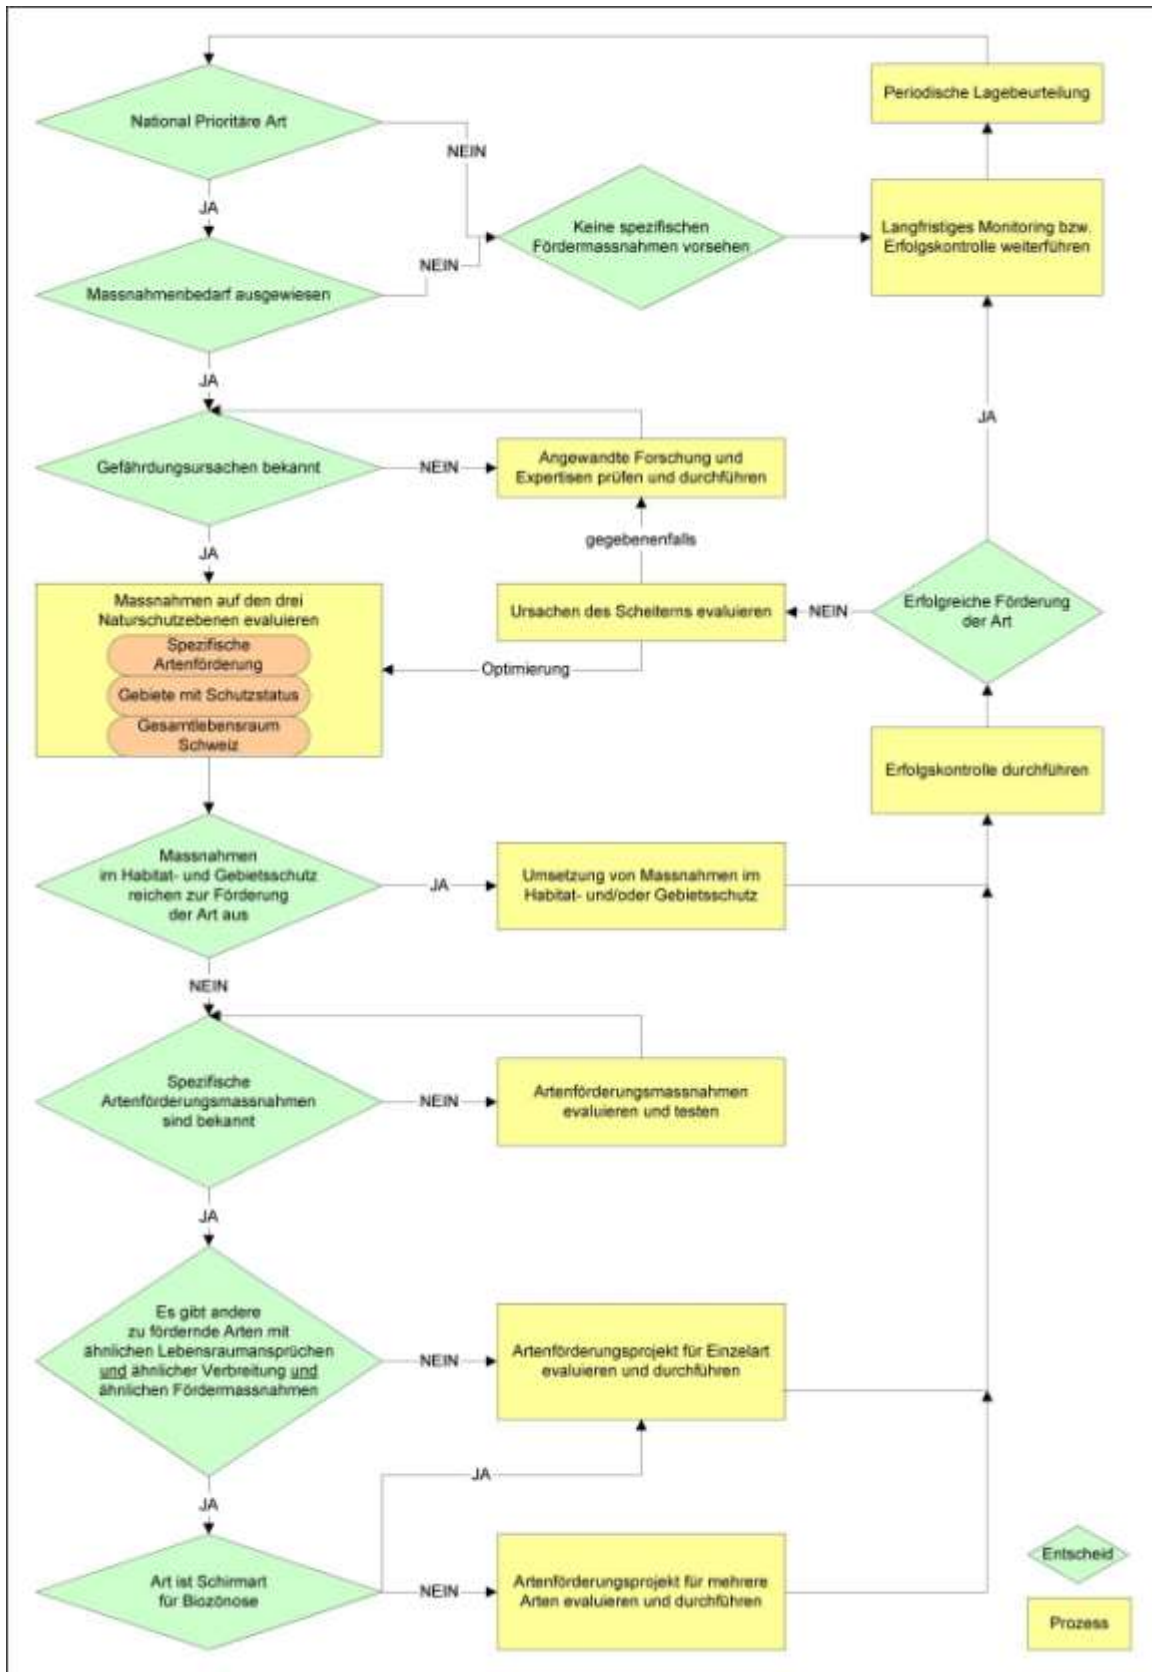 National Prioritäre Art
NEIN
JA
Periodische Lagebeurteilung
Keine spezifischen
Fördermassnahmen vorsehen
Langfristiges Monitoring bzw.
Erfolgskontrolle weiterführen
Massnahmenbedarf ausgewiesen
NEIN
JA
JA
Gefährdungsursachen bekannt
NEIN
Angewandte Forschung und
Expertisen prüfen und durchführen
gegebenenfalls
JA
Massnahmen auf den drei
Naturschutzebenen evaluieren
Spezifische
Artenförderung
Gebiete mit Schutzstatus
Gesamtlebensraum
Schweiz
Ursachen des Scheiterns evaluieren
NEIN
Erfolgreiche Förderung
der Art
Optimierung
Erfolgskontrolle durchführen
Massnahmen
im Habitat- und Gebietsschutz
reichen zur Förderung
der Art aus
JA
Umsetzung von Massnahmen im
Habitat- und/oder Gebietsschutz
NEIN
Spezifische
Artenförderungsmassnahmen
sind bekannt
NEIN
Artenförderungsmassnahmen
evaluieren und testen
JA
Es gibt andere
zu fördernde Arten mit
ähnlichen Lebensraumansprüchen
und ähnlicher Verbreitung und
ähnlichen Fördermassnahmen
NEIN
Artenförderungsprojekt für Einzelart
evaluieren und durchführen
JA
JA
Art ist Schirmart
für Biozönose
NEIN
Artenförderungsprojekt für mehrere
Arten evaluieren und durchführen
Entscheid
Prozess